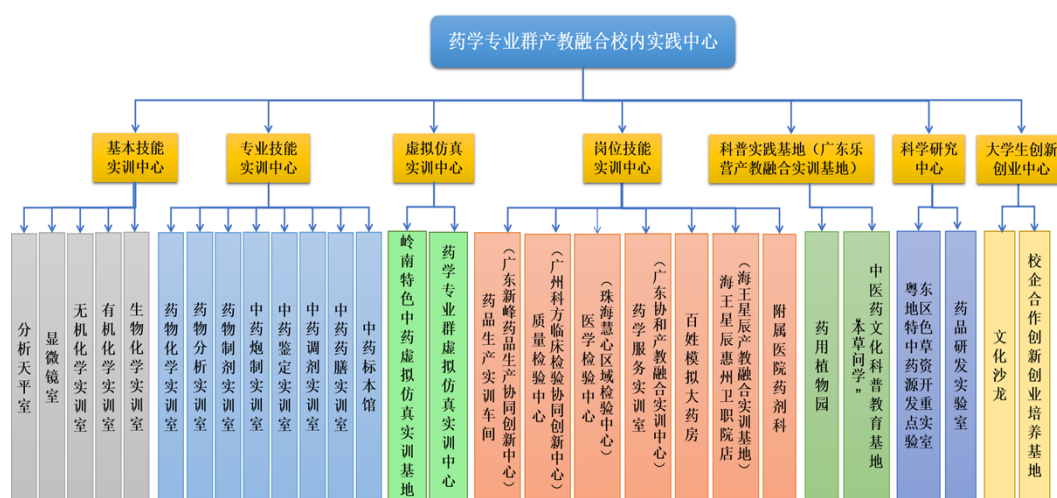 药学专业群产教融合校内实践中心
基本技能
实训中心
专业技能
实训中心
虚拟仿真
实训中心
岗位技能
实训中心
科普实践基地（广东乐
营产教融合实训基地）
科学研究
中心
大学生创新
创业中心
分析天平室
显微镜室
无机化学实训室
有机化学实训室
生物化学实训室
药物化学实训室
药物分析实训室
药物制剂实训室
中药炮制实训室
中药鉴定实训室
中药调剂实训室
中药药膳实训室
中药标本馆
岭南特色中药虚拟仿真实训基地
药学专业群虚拟仿真实训中心
药品生产实训车间
（广东新峰药品生产协同创新中心）
质量检验中心
（广州科方临床检验协同创新中心）
医学检验中心
（珠海慧心区域检验中心）
药学服务实训室
（广东协和产教融合实训中心）
百姓模拟大药房
海王星辰惠州卫职院店
（海王星辰产教融合实训基地）
附属医院药剂科
药用植物园
“本草问学”
中医药文化科普教育基地
粤东地区特色中草药资源开发重点实验室
药品研发实验室
文化沙龙
校企合作创新创业培养基地